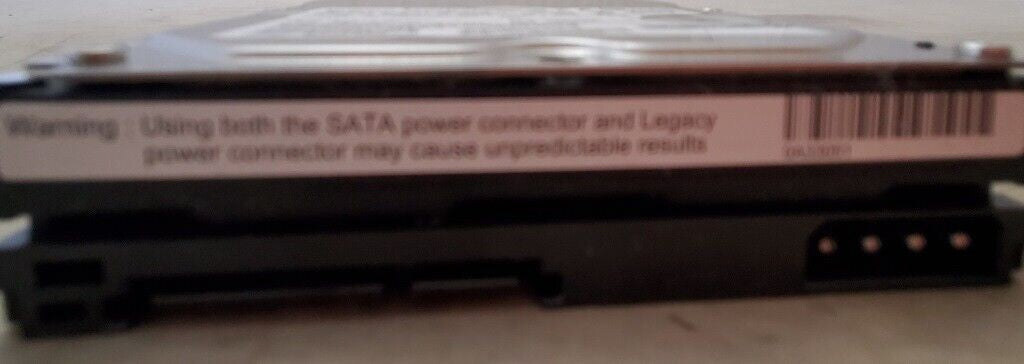 Warning : Using both the SATA power connector and Legacy
power connector may cause unpredictable results